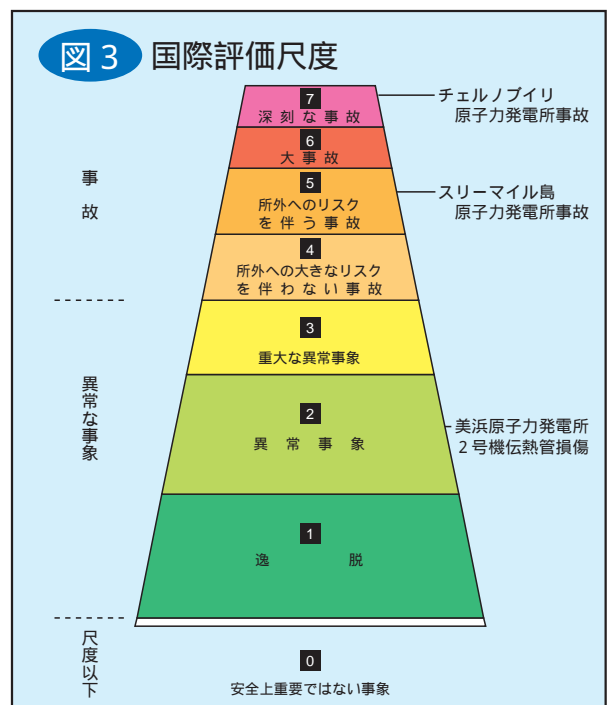 図3 国際評価尺度
7
深刻な事故
チェルノブイリ
原子力発電所事故
6
大事故
事故
5
所外へのリスク
を伴う事故
スリーマイル島
原子力発電所事故
4
所外への大きなリスク
を伴わない事故
3
重大な異常事象
異常な事象
2
異常事象
美浜原子力発電所
2号機伝熱管損傷
1
逸脱
尺度以下
0
安全上重要ではない事象